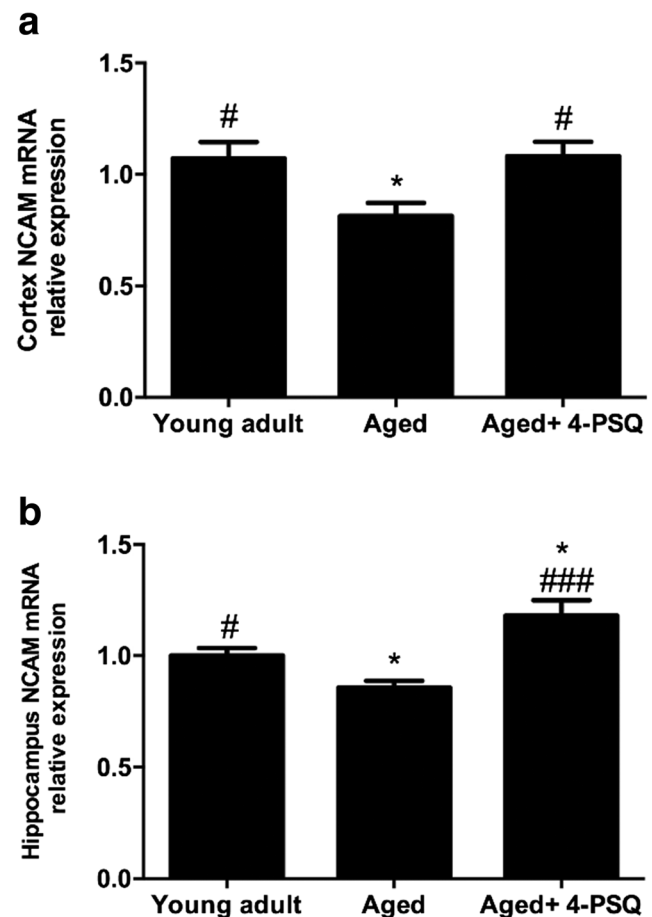 a
Cortex NCAM mRNA
relative expression
1.5
1.0
0.5
0.0
#
*
#
Young adult
Aged
Aged+ 4-PSQ
b
Hippocampus NCAM mRNA
relative expression
1.5
1.0
0.5
0.0
#
*
*
###
Young adult
Aged
Aged+ 4-PSQ